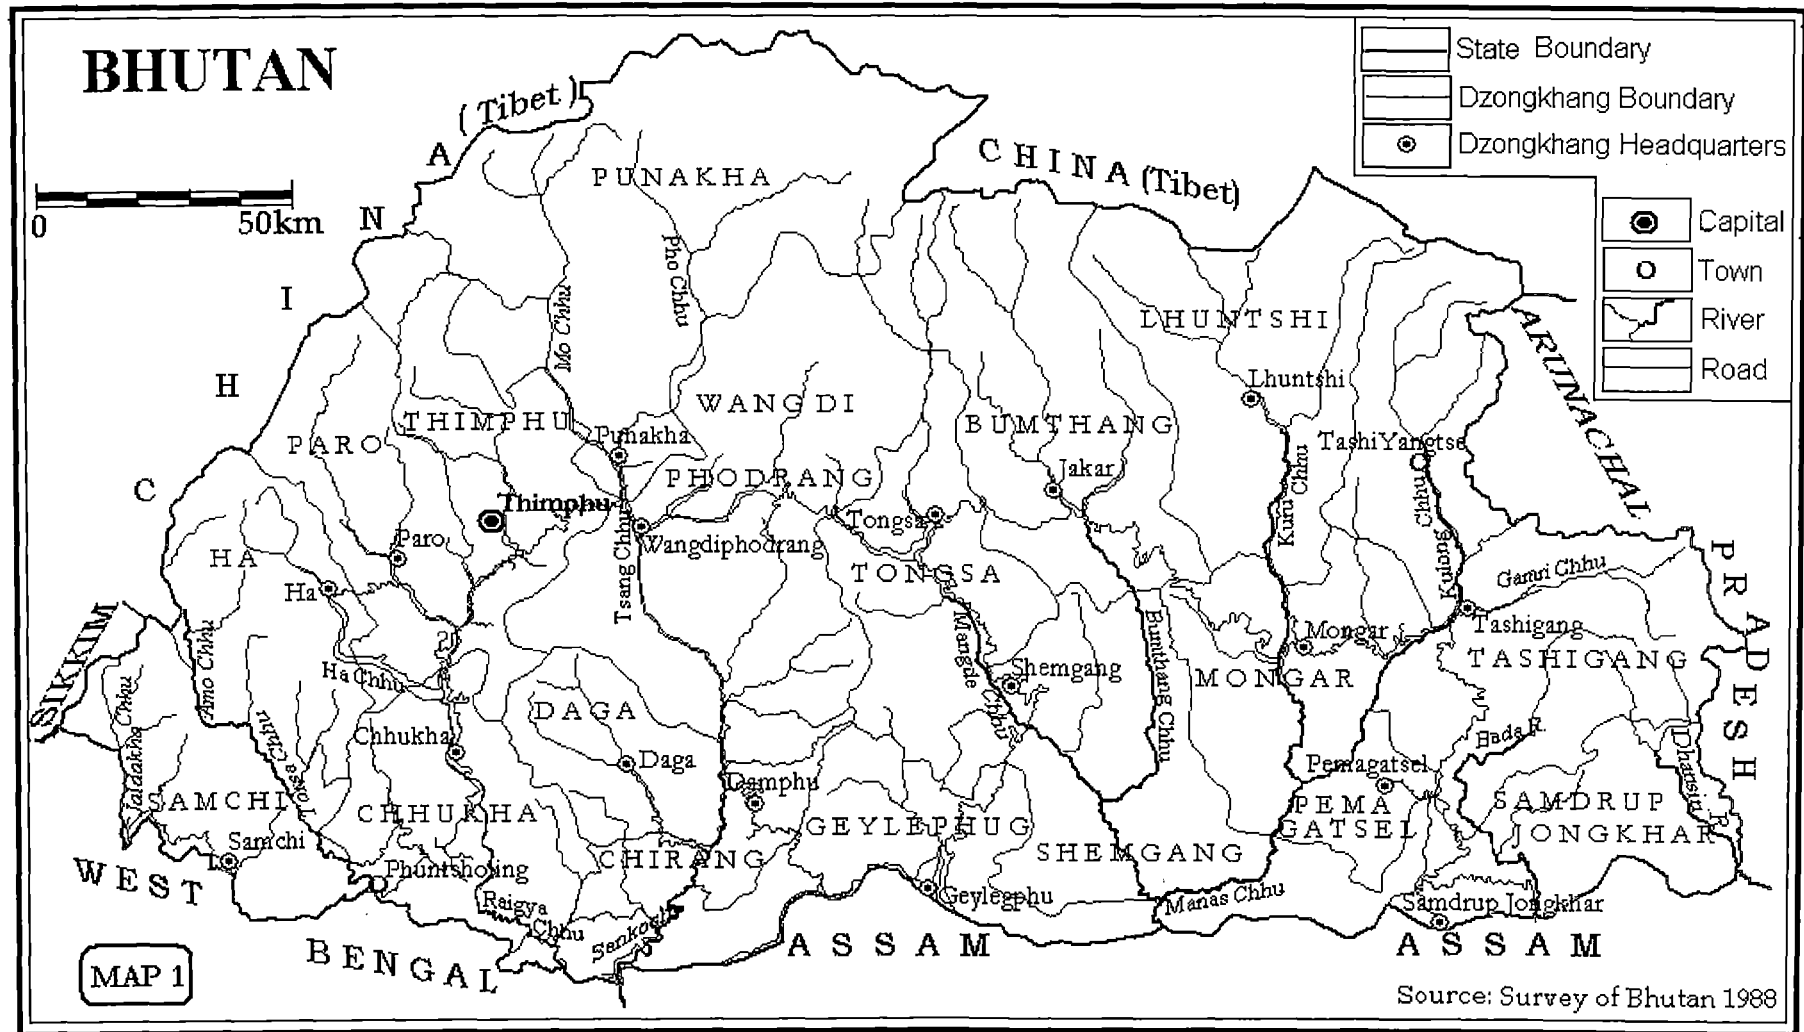 BHUTAN
( Tibet )
C H I N A
0 50km
C H I N A (Tibet)
State Boundary
Dzongkhang Boundary
Dzongkhang Headquarters
Capital
Town
River
Road
PUNAKHA
Mo Chhu
Pho Chhu
LHUNTSHI
Lhuntshi
ARUNACHAL
PRADESH
WANGDI
PHODRANG
THIMPHU
PARO
Punakha
BUMTHANG
Jakar
TashiYangtse
Kuru Chhu
Kulong Chhu
Thimphu
Paro
Tongsa
Wangdiphodrang
Tsang Chhu
HA
Ha
TONGSA
Gamri Chhu
Tashigang
TASHIGANG
SIKKIM
Amo Chhu
Ha Chhu
Mangde Chhu
Shemgang
Bumthang Chhu
Mongar
MONGAR
Jaldakha Chhu
DAGA
Daga
Chhukha
Damphu
Bada R.
Dhansiri R.
Pemagatsel
PEMA
GATSEL
SAMDRUP
JONGKHAR
SAMCHI
Samchi
CHHUKHA
GEYLEPHUG
CHIRANG
SHEMGANG
Phuntsholing
Raigya
Chhu
Sankosh
Geylegphu
Manas Chhu
Samdrup Jongkhar
WEST
BENGAL
ASSAM
ASSAM
MAP 1
Source: Survey of Bhutan 1988